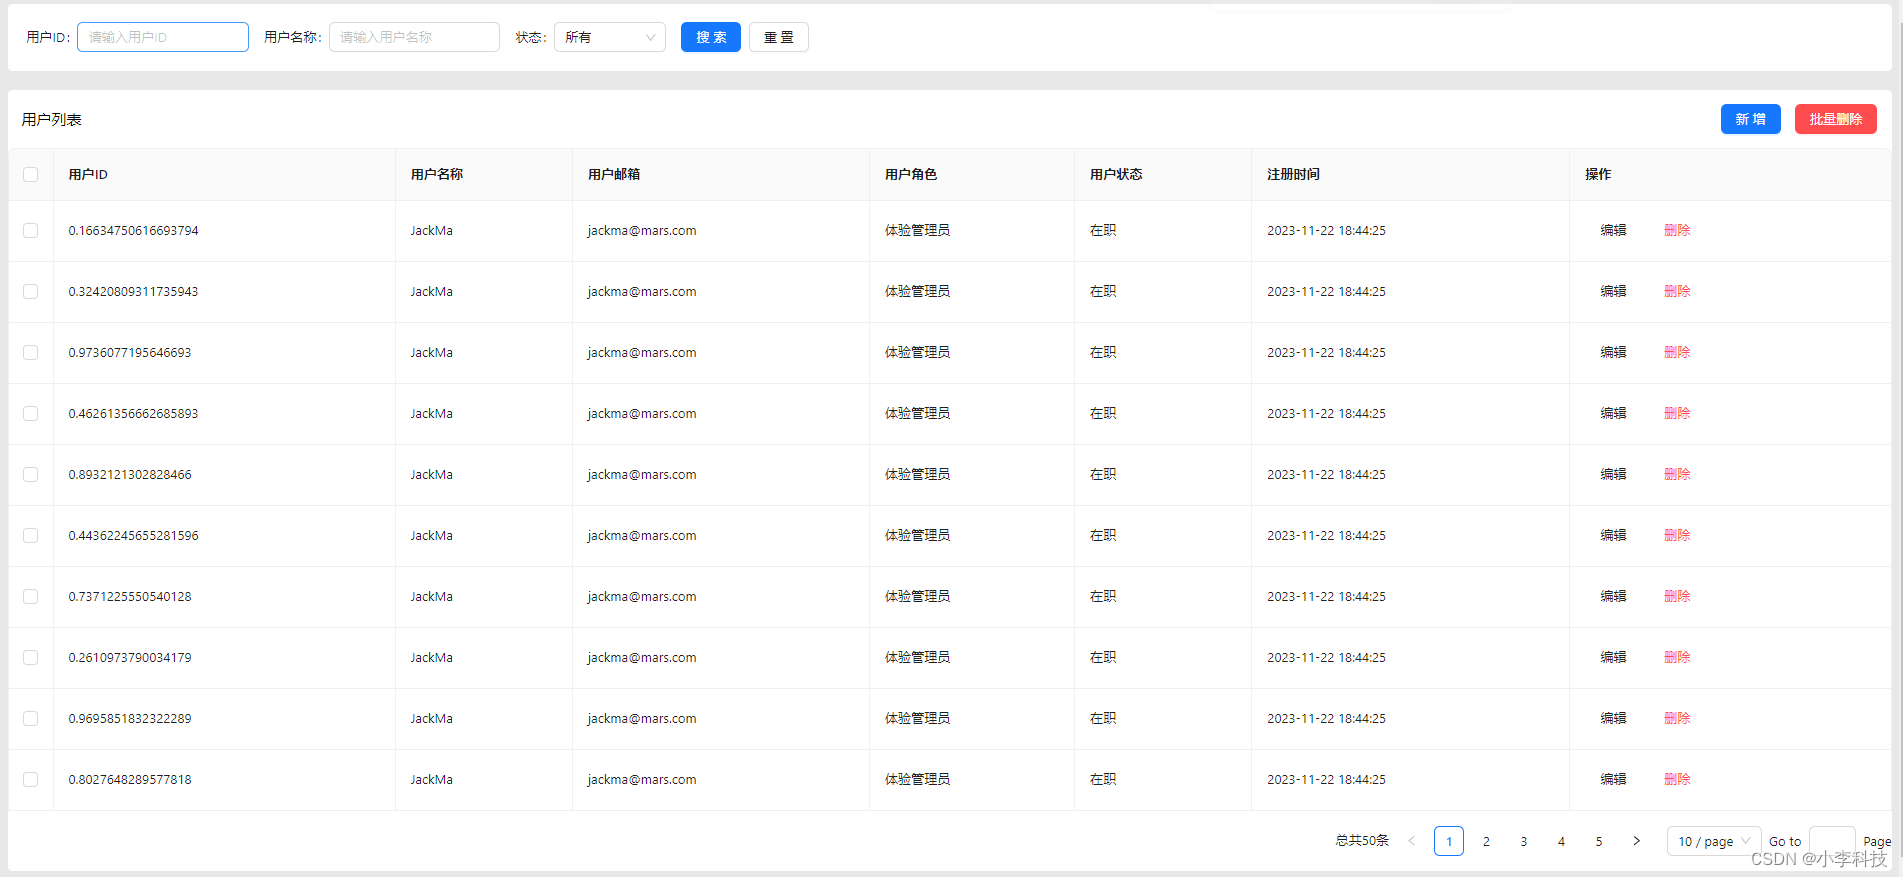 用户ID： 请输入用户ID 用户名称： 请输入用户名称 状态： 所有 搜 索 重 置
用户列表 新 增 批量删除
用户ID 用户名称 用户邮箱 用户角色 用户状态 注册时间 操作
0.16634750616693794 JackMa jackma@mars.com 体验管理员 在职 2023-11-22 18:44:25 编辑 删除
0.32420809311735943 JackMa jackma@mars.com 体验管理员 在职 2023-11-22 18:44:25 编辑 删除
0.9736077195646693 JackMa jackma@mars.com 体验管理员 在职 2023-11-22 18:44:25 编辑 删除
0.46261356662685893 JackMa jackma@mars.com 体验管理员 在职 2023-11-22 18:44:25 编辑 删除
0.8932121302828466 JackMa jackma@mars.com 体验管理员 在职 2023-11-22 18:44:25 编辑 删除
0.44362245655281596 JackMa jackma@mars.com 体验管理员 在职 2023-11-22 18:44:25 编辑 删除
0.7371225550540128 JackMa jackma@mars.com 体验管理员 在职 2023-11-22 18:44:25 编辑 删除
0.2610973790034179 JackMa jackma@mars.com 体验管理员 在职 2023-11-22 18:44:25 编辑 删除
0.9695851832322289 JackMa jackma@mars.com 体验管理员 在职 2023-11-22 18:44:25 编辑 删除
0.8027648289577818 JackMa jackma@mars.com 体验管理员 在职 2023-11-22 18:44:25 编辑 删除
总共50条 < 1 2 3 4 5 > 10 / page Go to Page
CSDN @小李科技